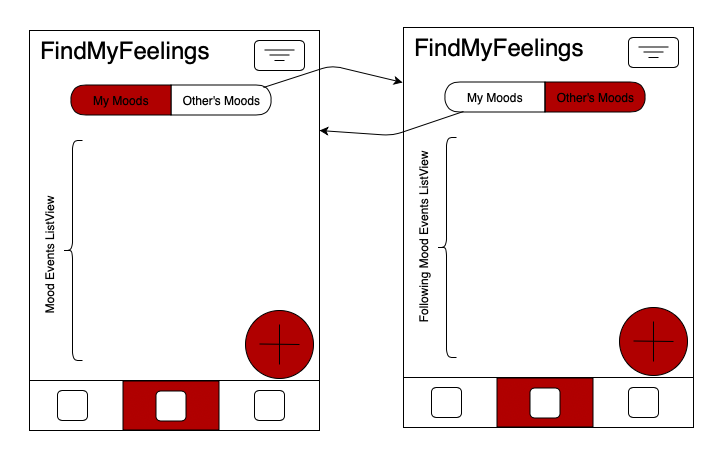 FindMyFeelings
My Moods
Other's Moods
Mood Events ListView
FindMyFeelings
My Moods
Other's Moods
Following Mood Events ListView